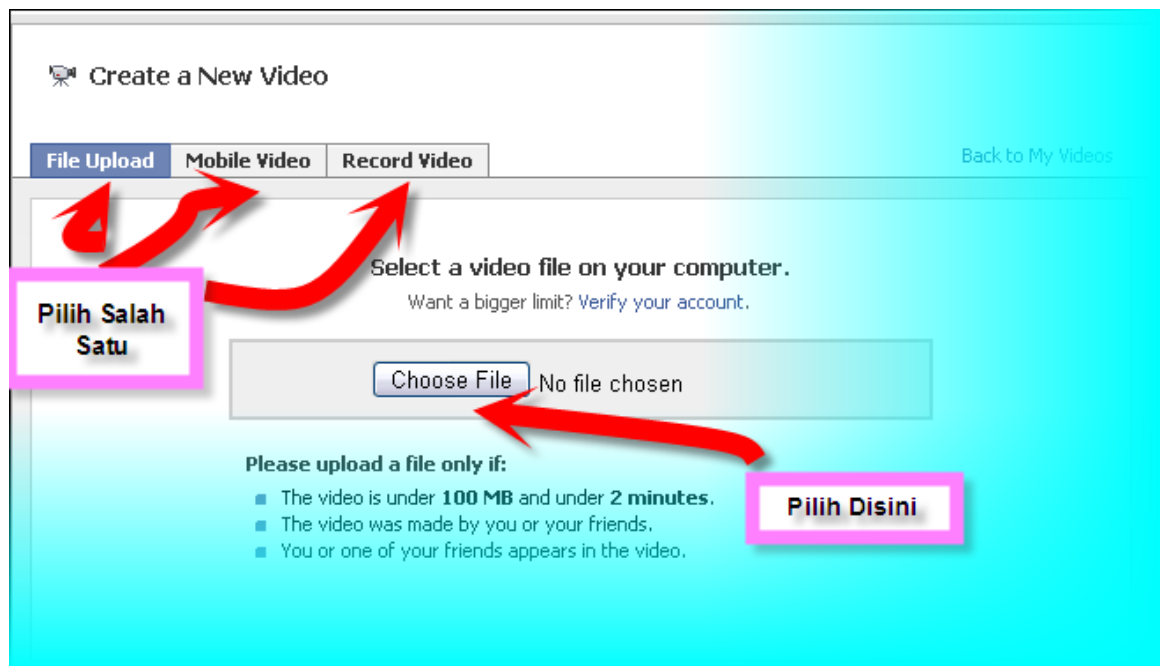 Create a New Video
File Upload
Mobile Video
Record Video
Back to My Videos
Select a video file on your computer.
Want a bigger limit? Verify your account.
Pilih Salah
Satu
Choose File
No file chosen
Please upload a file only if:
The video is under 100 MB and under 2 minutes.
The video was made by you or your friends.
You or one of your friends appears in the video.
Pilih Disini